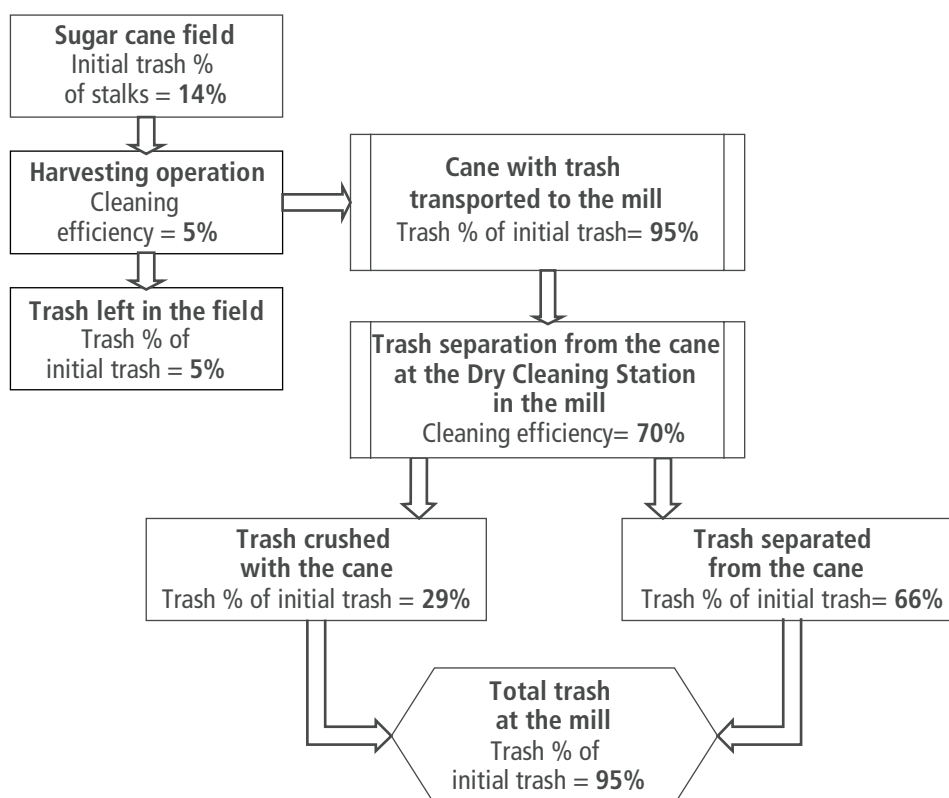 Sugar cane field
Initial trash %
of stalks = 14%
Harvesting operation
Cleaning
efficiency = 5%
Trash left in the field
Trash % of
initial trash = 5%
Cane with trash
transported to the mill
Trash % of initial trash= 95%
Trash separation from the cane
at the Dry Cleaning Station
in the mill
Cleaning efficiency= 70%
Trash crushed
with the cane
Trash % of initial trash = 29%
Trash separated
from the cane
Trash % of initial trash= 66%
Total trash
at the mill
Trash % of
initial trash = 95%